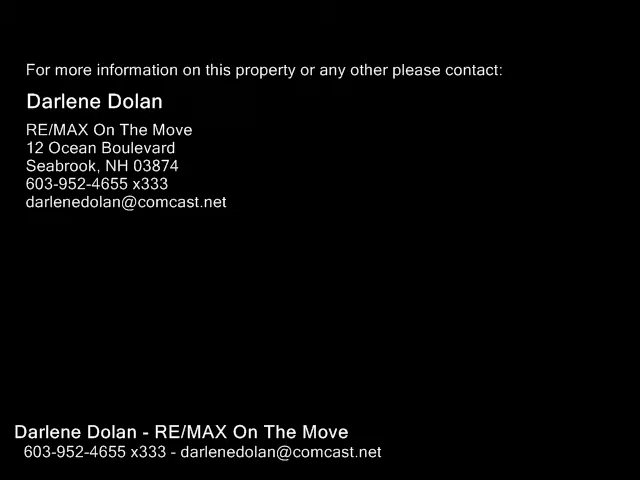 For more information on this property or any other please contact:
Darlene Dolan
RE/MAX On The Move
12 Ocean Boulevard
Seabrook, NH 03874
603-952-4655 x333
darlenedolan@comcast.net
Darlene Dolan - RE/MAX On The Move
603-952-4655 x333 - darlenedolan@comcast.net